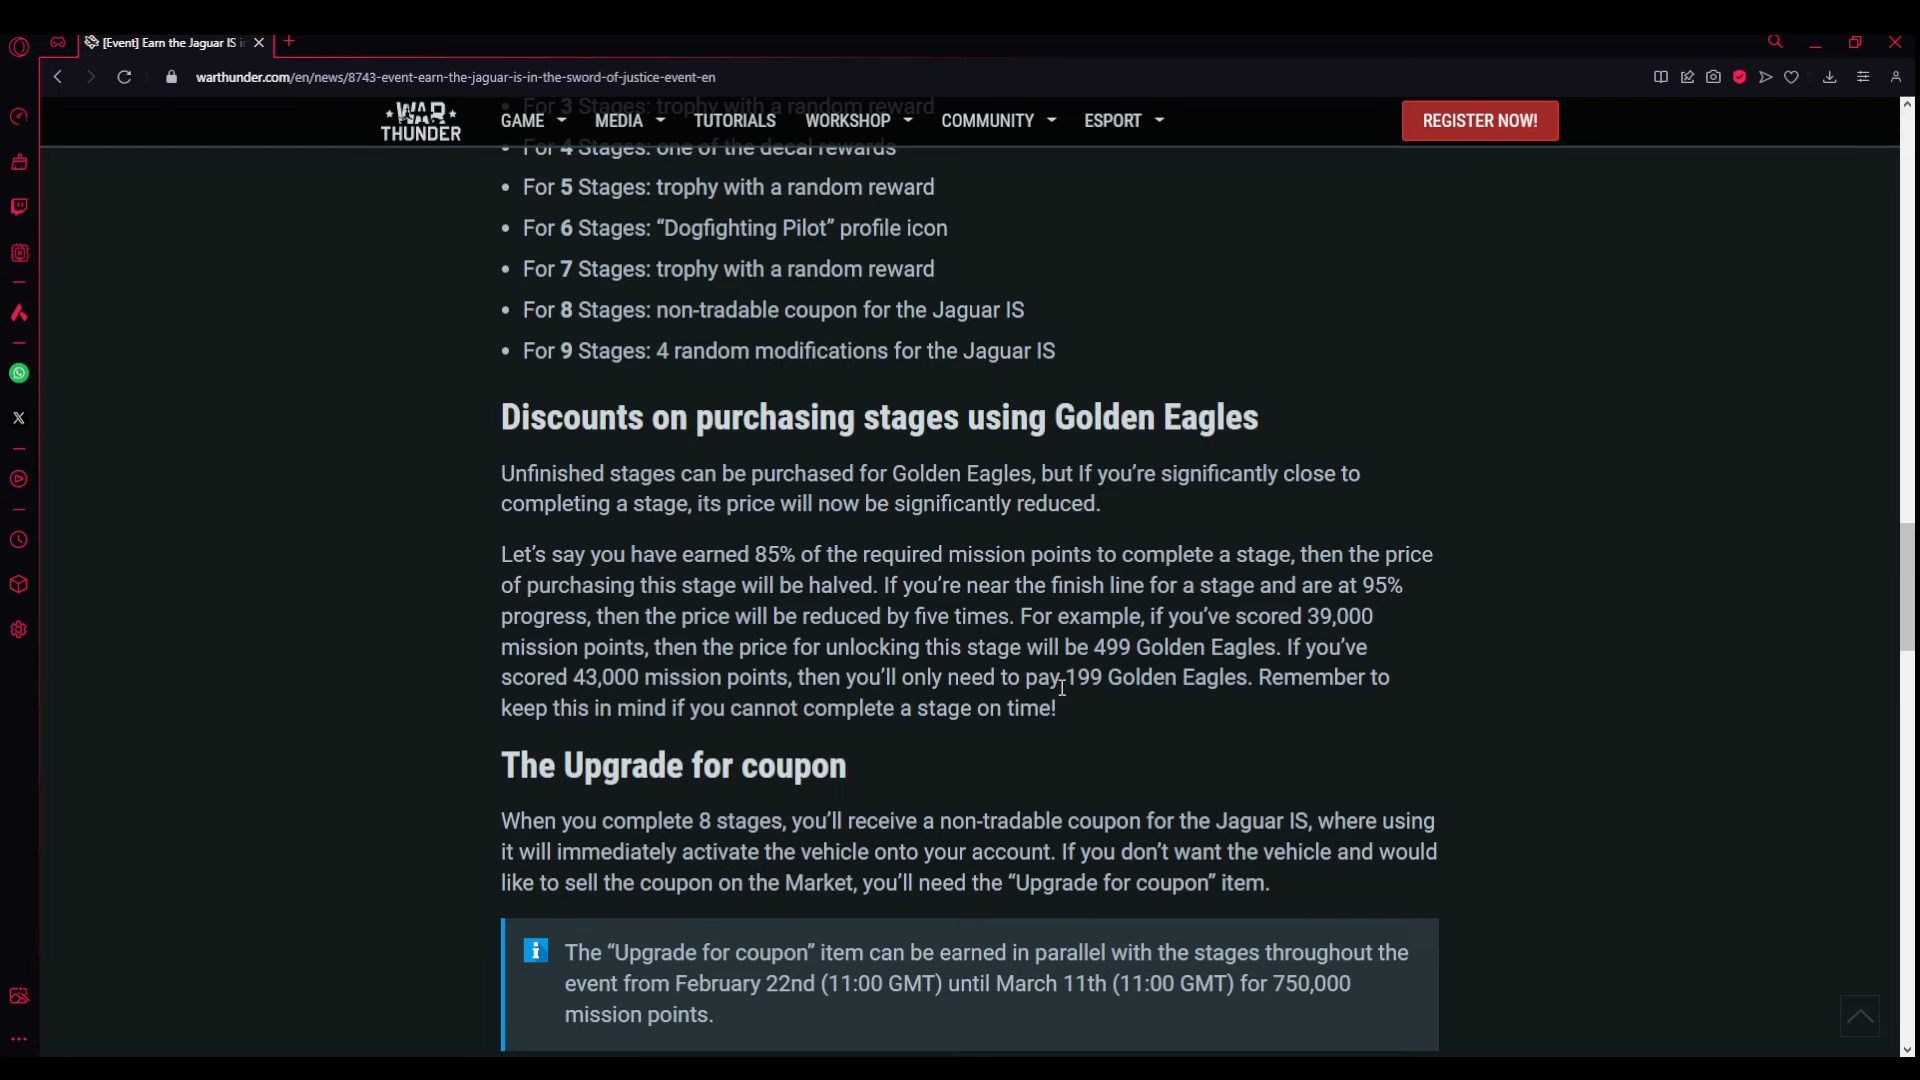 [Event] Earn the Jaguar IS i
warthunder.com/en/news/8743-event-earn-the-jaguar-is-in-the-sword-of-justice-event-en
WAR THUNDER
GAME MEDIA TUTORIALS WORKSHOP COMMUNITY ESPORT
REGISTER NOW!
• For 3 Stages: trophy with a random reward
• For 4 Stages: one of the decal rewards
• For 5 Stages: trophy with a random reward
• For 6 Stages: “Dogfighting Pilot” profile icon
• For 7 Stages: trophy with a random reward
• For 8 Stages: non-tradable coupon for the Jaguar IS
• For 9 Stages: 4 random modifications for the Jaguar IS
Discounts on purchasing stages using Golden Eagles
Unfinished stages can be purchased for Golden Eagles, but If you’re significantly close to
completing a stage, its price will now be significantly reduced.
Let’s say you have earned 85% of the required mission points to complete a stage, then the price
of purchasing this stage will be halved. If you’re near the finish line for a stage and are at 95%
progress, then the price will be reduced by five times. For example, if you’ve scored 39,000
mission points, then the price for unlocking this stage will be 499 Golden Eagles. If you’ve
scored 43,000 mission points, then you’ll only need to pay 199 Golden Eagles. Remember to
keep this in mind if you cannot complete a stage on time!
The Upgrade for coupon
When you complete 8 stages, you’ll receive a non-tradable coupon for the Jaguar IS, where using
it will immediately activate the vehicle onto your account. If you don’t want the vehicle and would
like to sell the coupon on the Market, you’ll need the “Upgrade for coupon” item.
The “Upgrade for coupon” item can be earned in parallel with the stages throughout the
event from February 22nd (11:00 GMT) until March 11th (11:00 GMT) for 750,000
mission points.